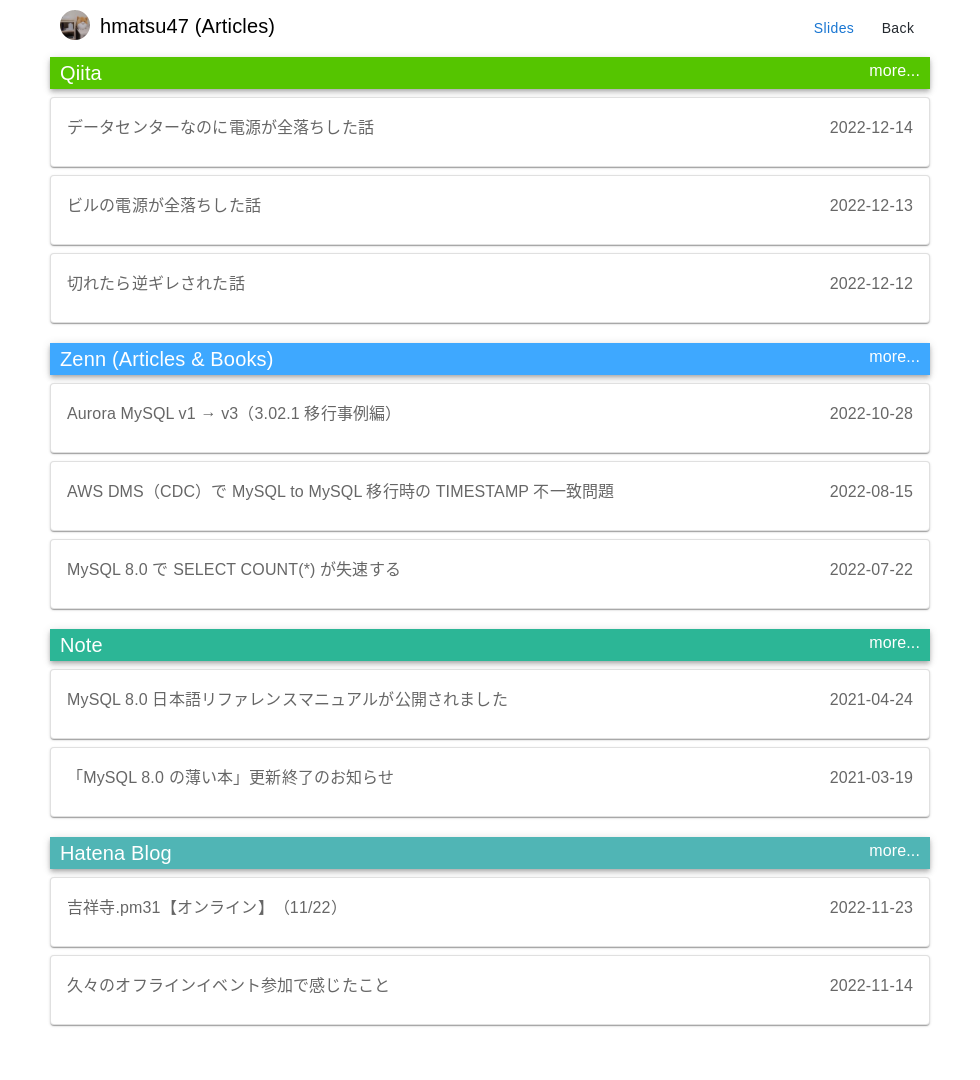 hmatsu47 (Articles)
Slides Back
Qiita more...
データセンターなのに電源が全落ちした話 2022-12-14
ビルの電源が全落ちした話 2022-12-13
切れたら逆ギレされた話 2022-12-12
Zenn (Articles & Books) more...
Aurora MySQL v1 → v3（3.02.1 移行事例編） 2022-10-28
AWS DMS（CDC）で MySQL to MySQL 移行時の TIMESTAMP 不一致問題 2022-08-15
MySQL 8.0 で SELECT COUNT(*) が失速する 2022-07-22
Note more...
MySQL 8.0 日本語リファレンスマニュアルが公開されました 2021-04-24
「MySQL 8.0 の薄い本」更新終了のお知らせ 2021-03-19
Hatena Blog more...
吉祥寺.pm31【オンライン】（11/22） 2022-11-23
久々のオフラインイベント参加で感じたこと 2022-11-14